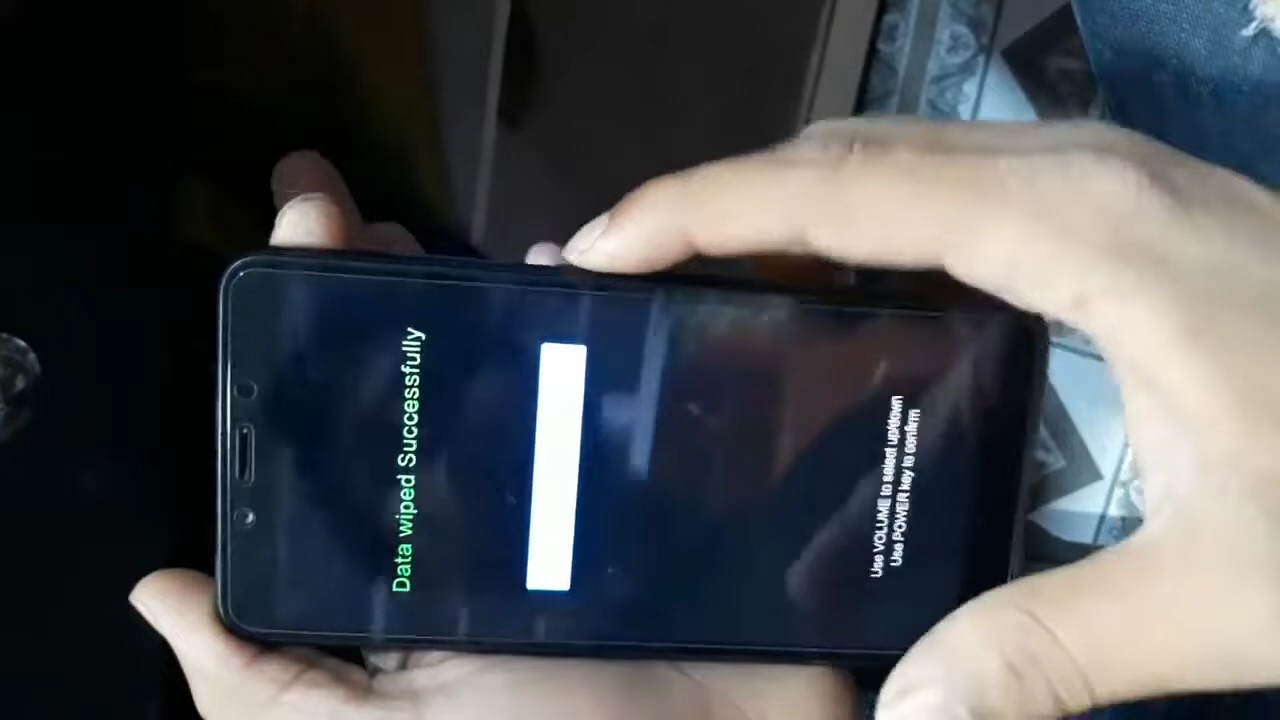 Data wiped Successfully
Use VOLUME to select up/down
Use POWER key to confirm